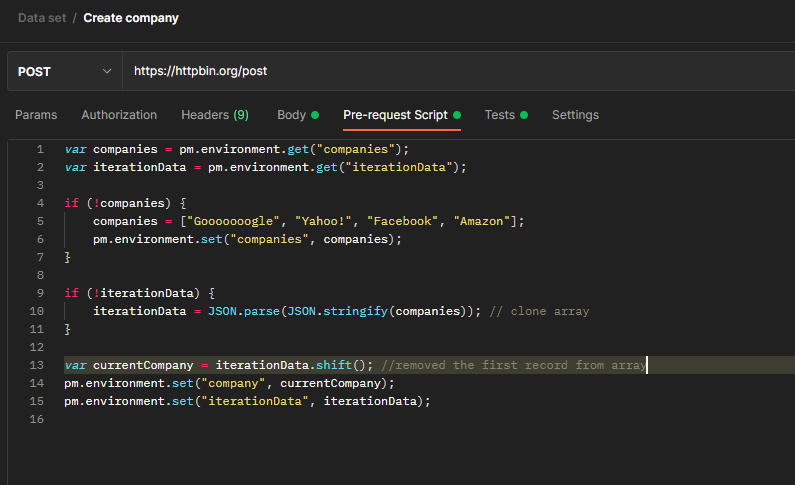 Data set / Create company
POST https://httpbin.org/post
Params Authorization Headers (9) Body Pre-request Script Tests Settings
1 var companies = pm.environment.get("companies");
2 var iterationData = pm.environment.get("iterationData");
3
4 if (!companies) {
5 companies = ["Gooooooogle", "Yahoo!", "Facebook", "Amazon"];
6 pm.environment.set("companies", companies);
7 }
8
9 if (!iterationData) {
10 iterationData = JSON.parse(JSON.stringify(companies)); // clone array
11 }
12
13 var currentCompany = iterationData.shift(); //removed the first record from array
14 pm.environment.set("company", currentCompany);
15 pm.environment.set("iterationData", iterationData);
16